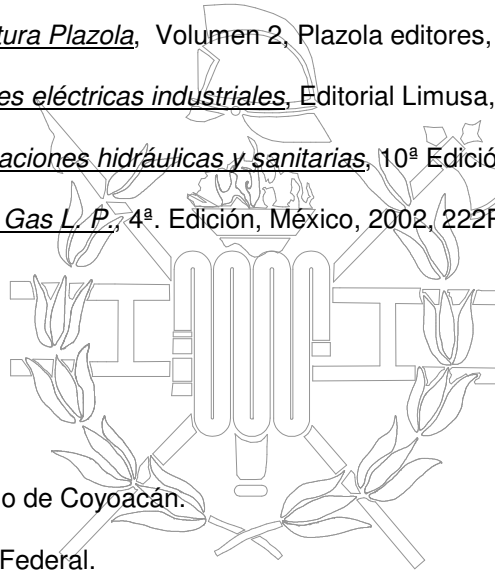 tura Plazola, Volumen 2, Plazola editores,
es eléctricas industriales, Editorial Limusa,
aciones hidráulicas y sanitarias, 10ª Edició
Gas L. P., 4ª. Edición, México, 2002, 222P
o de Coyoacán.
Federal.